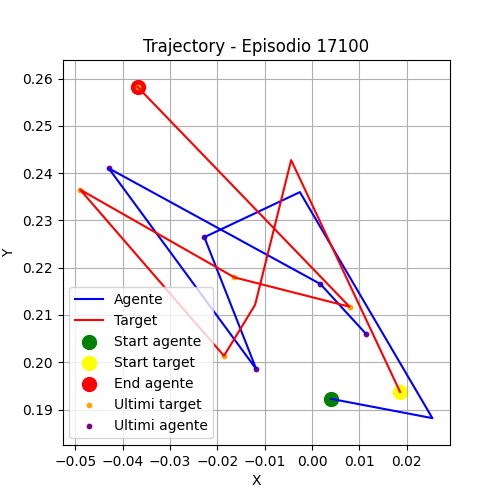 Trajectory - Episodio 17100
Y
0.26
0.25
0.24
0.23
0.22
0.21
0.20
0.19
Agente
Target
Start agente
Start target
End agente
Ultimi target
Ultimi agente
−0.05 −0.04 −0.03 −0.02 −0.01 0.00 0.01 0.02
X